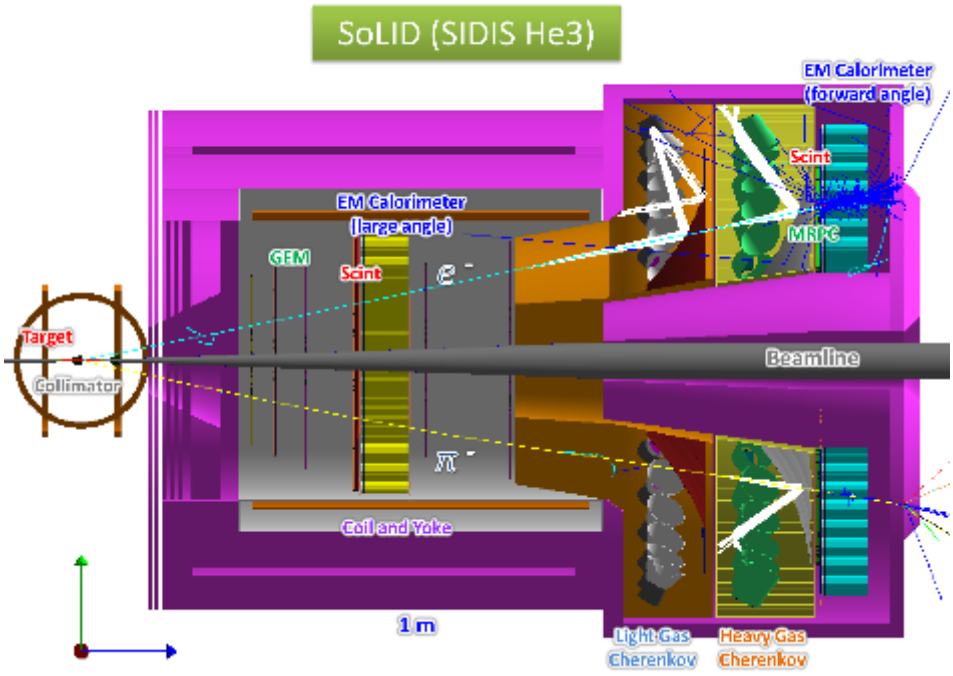 SoLID (SIDIS He3)
EM Calorimeter
(forward angle)
Scint
EM Calorimeter
(large angle)
MRPC
GEM
Scint
e⁻
Target
Beamline
Collimator
π⁻
Coil and Yoke
1 m
Light Gas
Cherenkov
Heavy Gas
Cherenkov